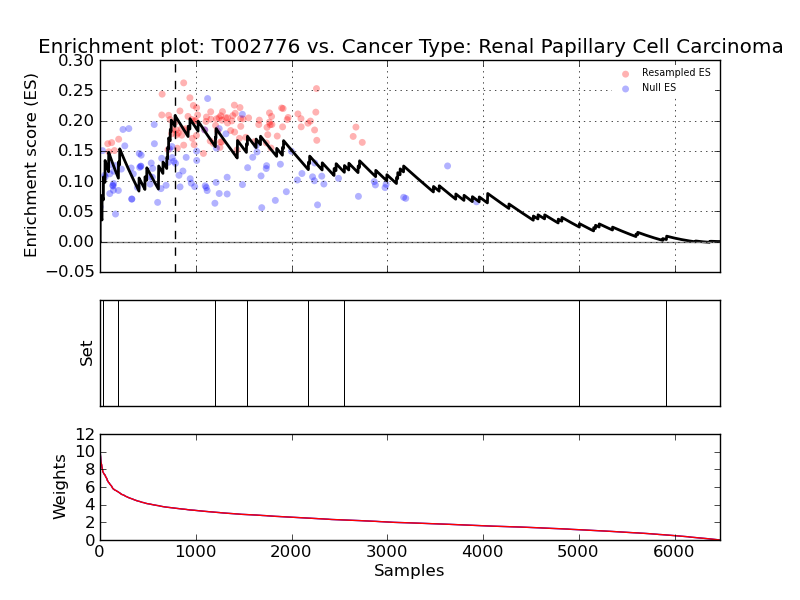 Enrichment plot: T002776 vs. Cancer Type: Renal Papillary Cell Carcinoma
Enrichment score (ES)
0.30
0.25
0.20
0.15
0.10
0.05
0.00
−0.05
Resampled ES
Null ES
Set
Weights
12
10
8
6
4
2
0
0 1000 2000 3000 4000 5000 6000
Samples